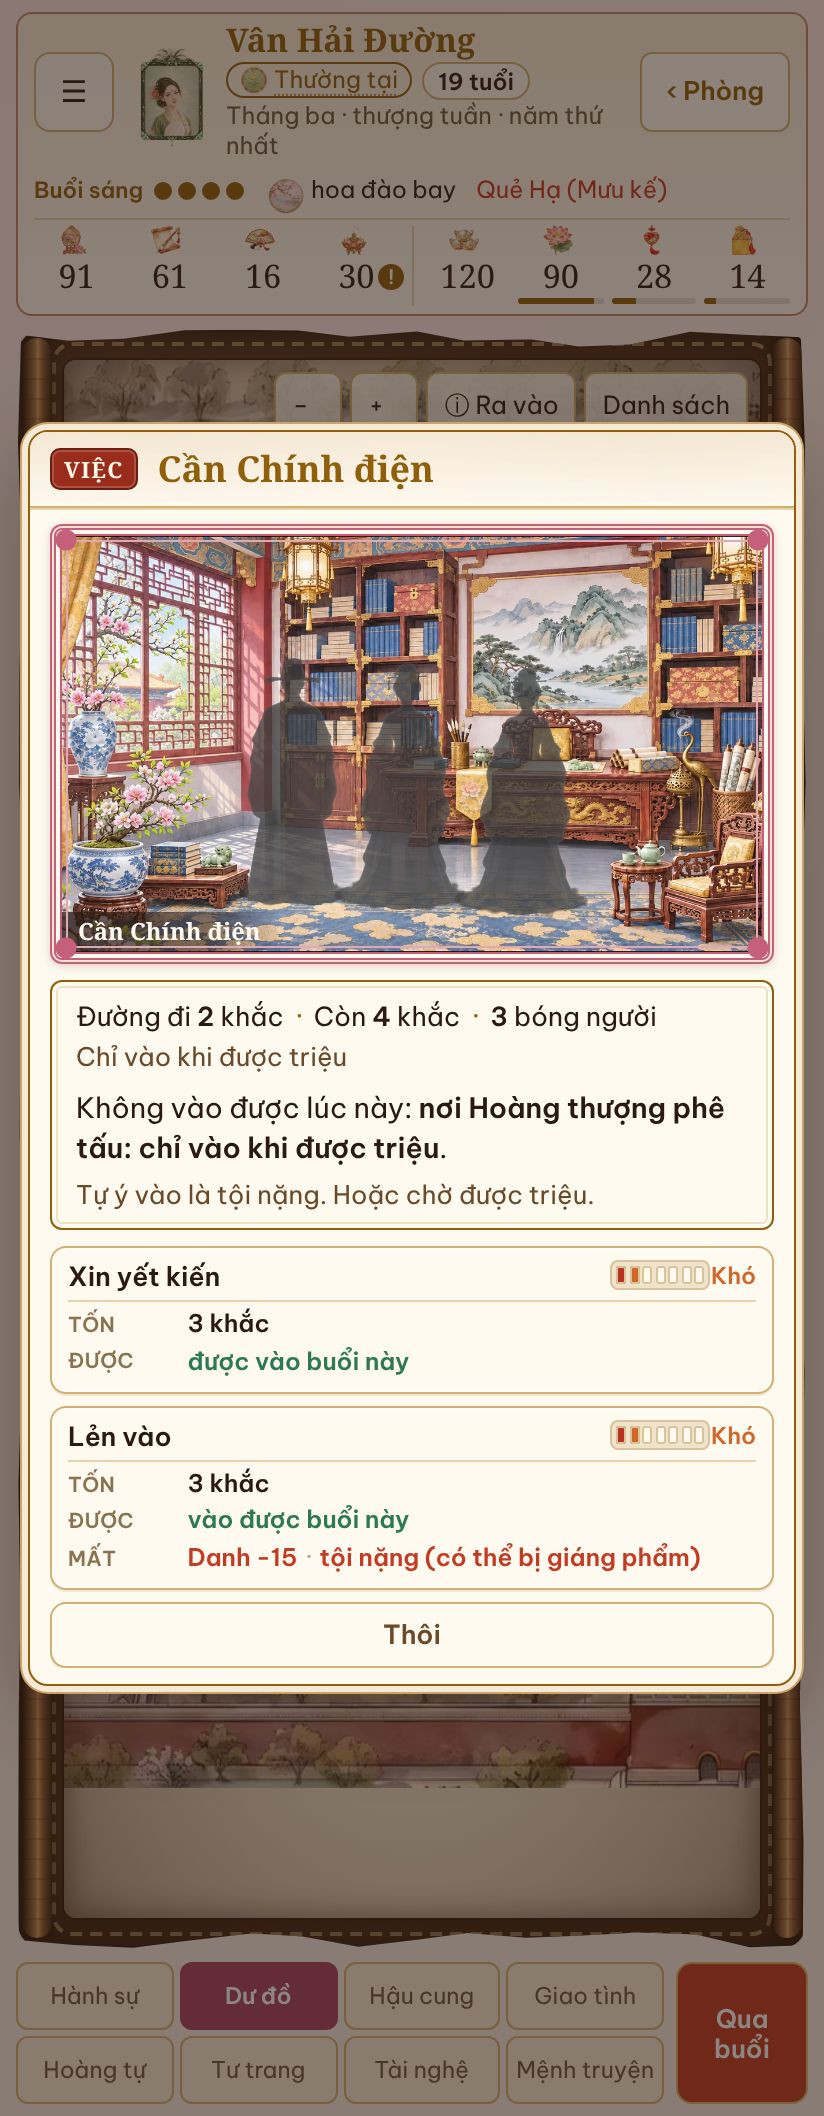 ☰
Vân Hải Đường
Thường tại 19 tuổi
Tháng ba · thượng tuần · năm thứ
nhất
‹ Phòng
Buổi sáng hoa đào bay Quẻ Hạ (Mưu kế)
91 61 16 30 ! 120 90 28 14
− + ⓘ Ra vào Danh sách
VIỆC Cần Chính điện
Cần Chính điện
Đường đi 2 khắc · Còn 4 khắc · 3 bóng người
Chỉ vào khi được triệu
Không vào được lúc này: nơi Hoàng thượng phê
tấu: chỉ vào khi được triệu.
Tự ý vào là tội nặng. Hoặc chờ được triệu.
Xin yết kiến Khó
TỐN 3 khắc
ĐƯỢC được vào buổi này
Lẻn vào Khó
TỐN 3 khắc
ĐƯỢC vào được buổi này
MẤT Danh -15 · tội nặng (có thể bị giáng phẩm)
Thôi
Hành sự Dư đồ Hậu cung Giao tình
Hoàng tự Tư trang Tài nghệ Mệnh truyện
Qua
buổi